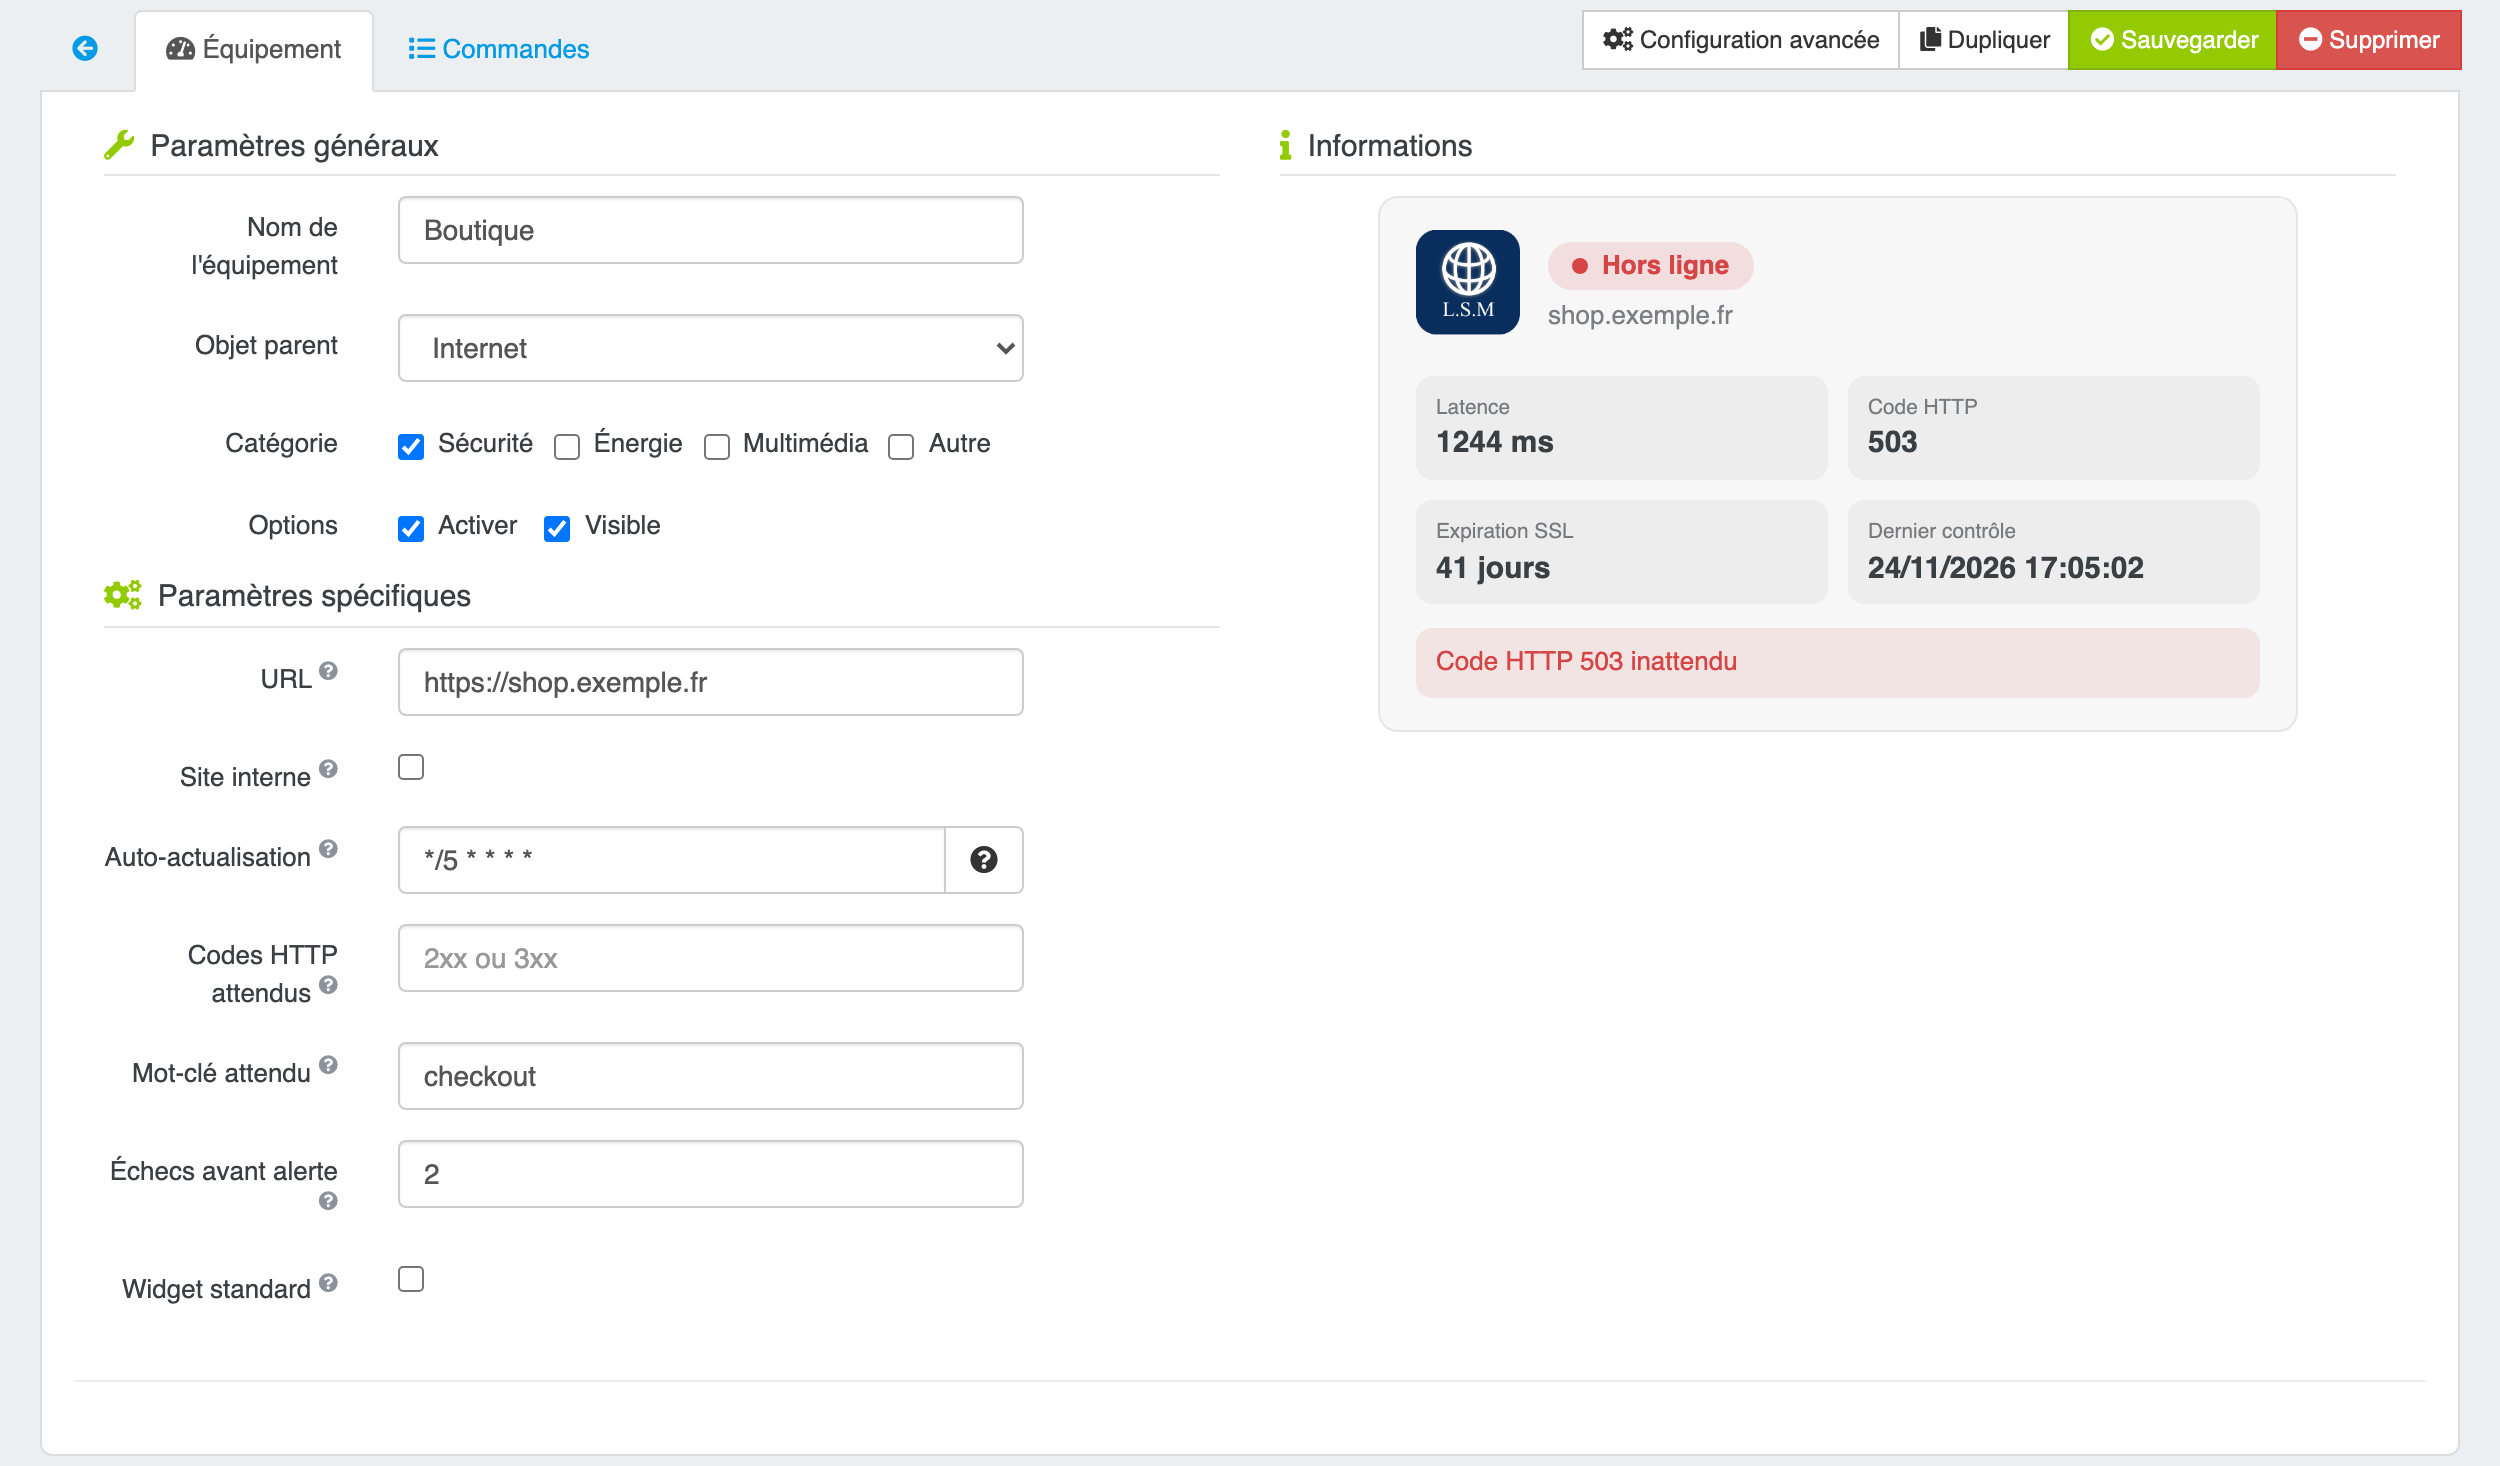 Équipement
Commandes
Configuration avancée
Dupliquer
Sauvegarder
Supprimer
Paramètres généraux
Nom de
l'équipement
Boutique
Objet parent
Internet
Catégorie
Sécurité
Énergie
Multimédia
Autre
Options
Activer
Visible
Paramètres spécifiques
URL
https://shop.exemple.fr
Site interne
Auto-actualisation
*/5 * * * *
Codes HTTP
attendus
2xx ou 3xx
Mot-clé attendu
checkout
Échecs avant alerte
2
Widget standard
Informations
L.S.M
Hors ligne
shop.exemple.fr
Latence
1244 ms
Code HTTP
503
Expiration SSL
41 jours
Dernier contrôle
24/11/2026 17:05:02
Code HTTP 503 inattendu